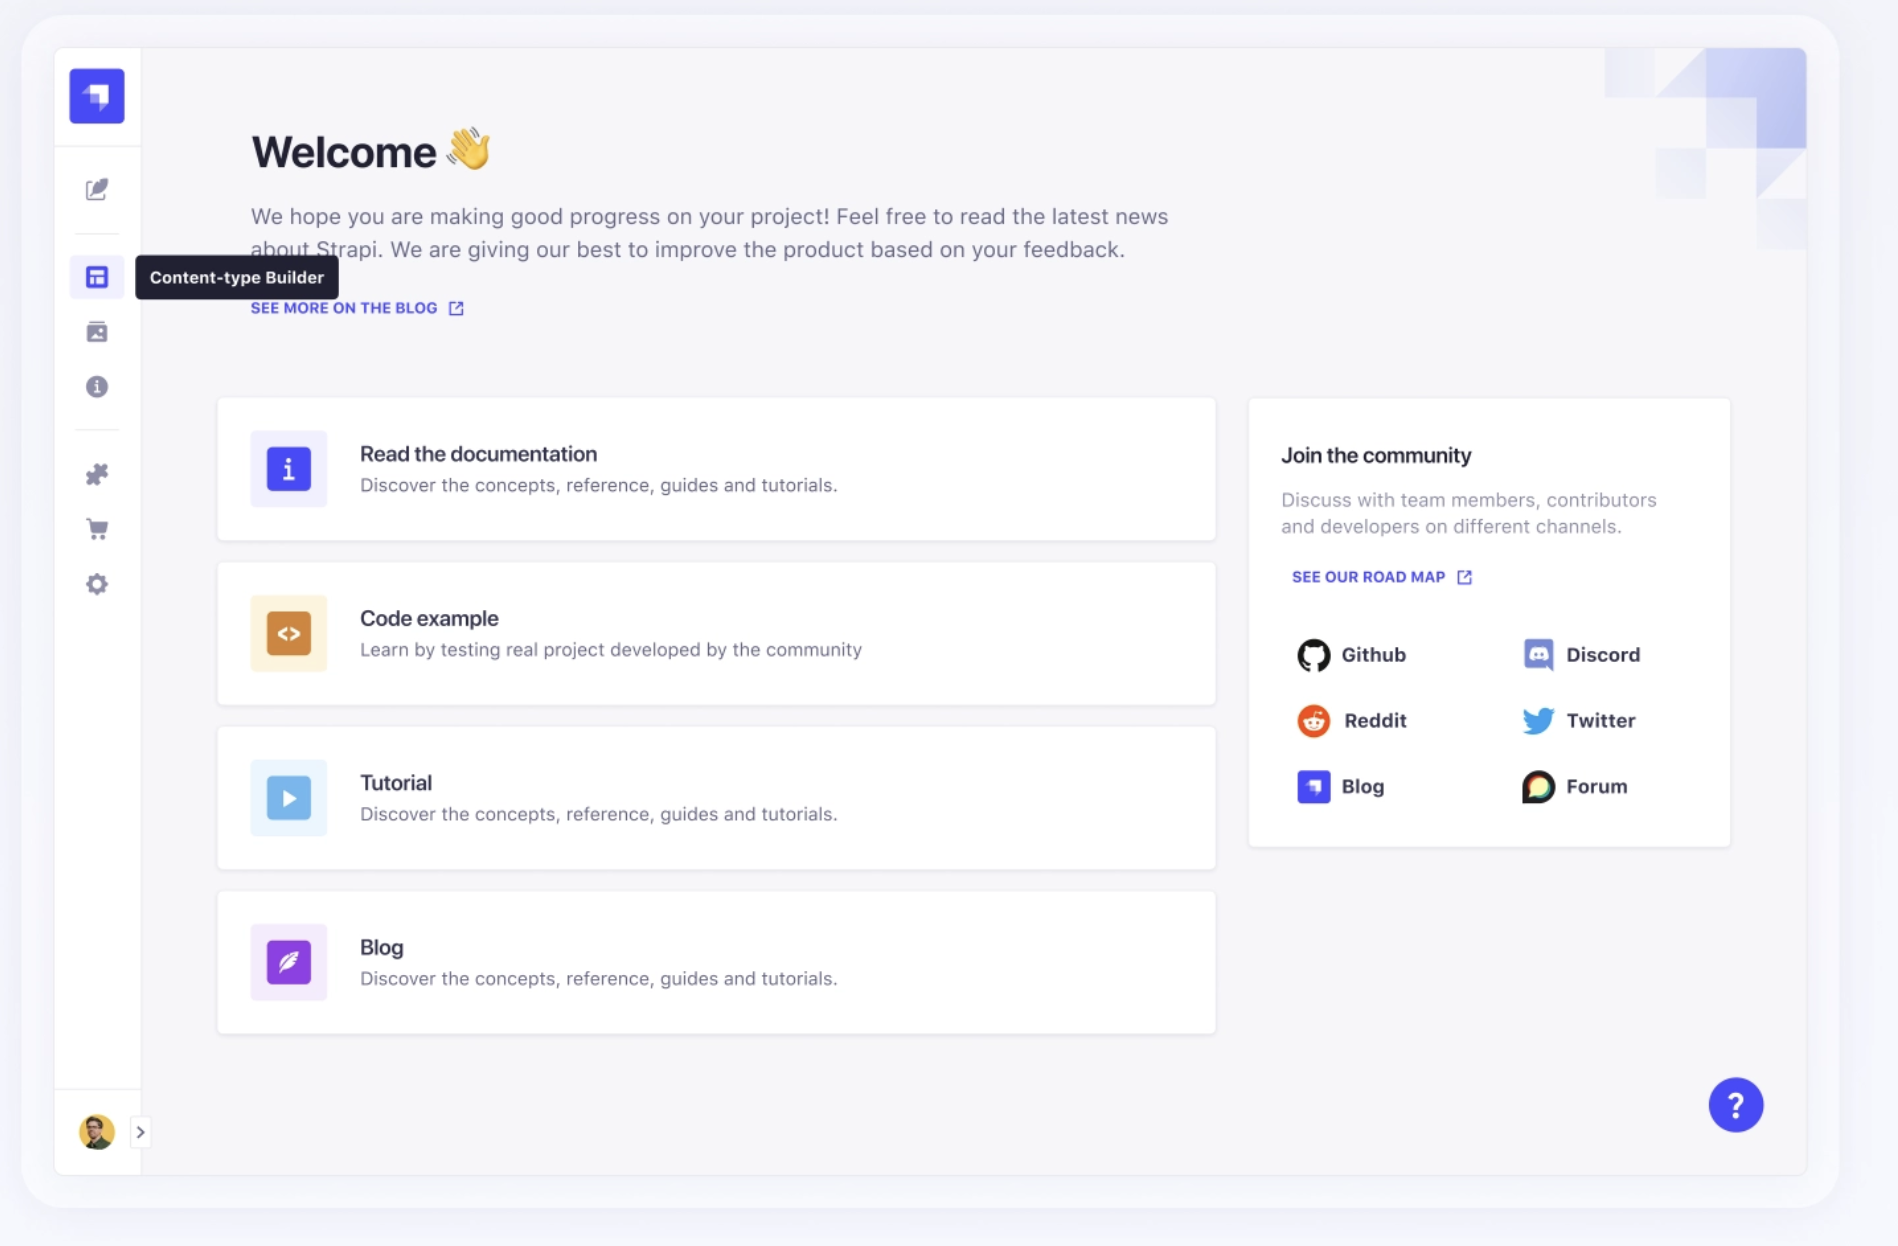 Welcome
We hope you are making good progress on your project! Feel free to read the latest news
about Strapi. We are giving our best to improve the product based on your feedback.
Content-type Builder
SEE MORE ON THE BLOG
Read the documentation
Discover the concepts, reference, guides and tutorials.
Code example
Learn by testing real project developed by the community
Tutorial
Discover the concepts, reference, guides and tutorials.
Blog
Discover the concepts, reference, guides and tutorials.
Join the community
Discuss with team members, contributors
and developers on different channels.
SEE OUR ROAD MAP
Github
Discord
Reddit
Twitter
Blog
Forum
?